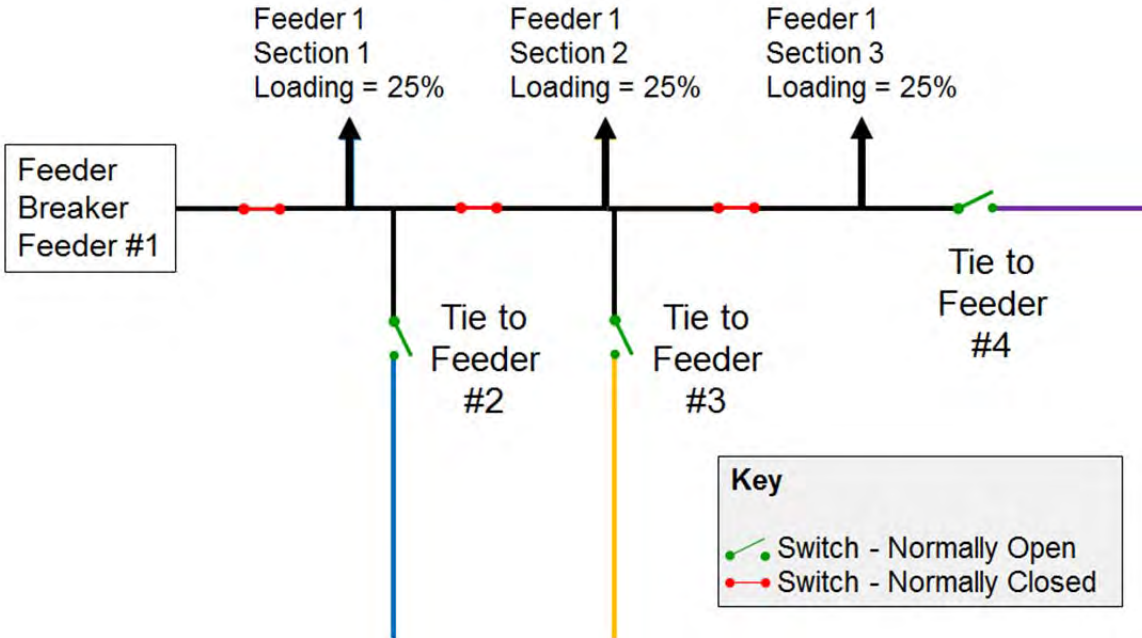 Feeder 1
Section 1
Loading = 25%
Feeder 1
Section 2
Loading = 25%
Feeder 1
Section 3
Loading = 25%
Feeder
Breaker
Feeder #1
Tie to
Feeder
#2
Tie to
Feeder
#3
Tie to
Feeder
#4
Key
Switch - Normally Open
Switch - Normally Closed